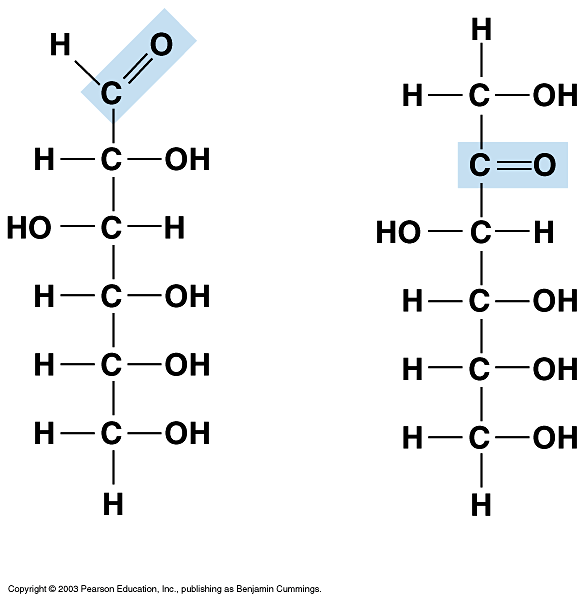 H O
C
H C OH
HO C H
H C OH
H C OH
H C OH
H
H
H C OH
C O
HO C H
H C OH
H C OH
H C OH
H
Copyright © 2003 Pearson Education, Inc., publishing as Benjamin Cummings.